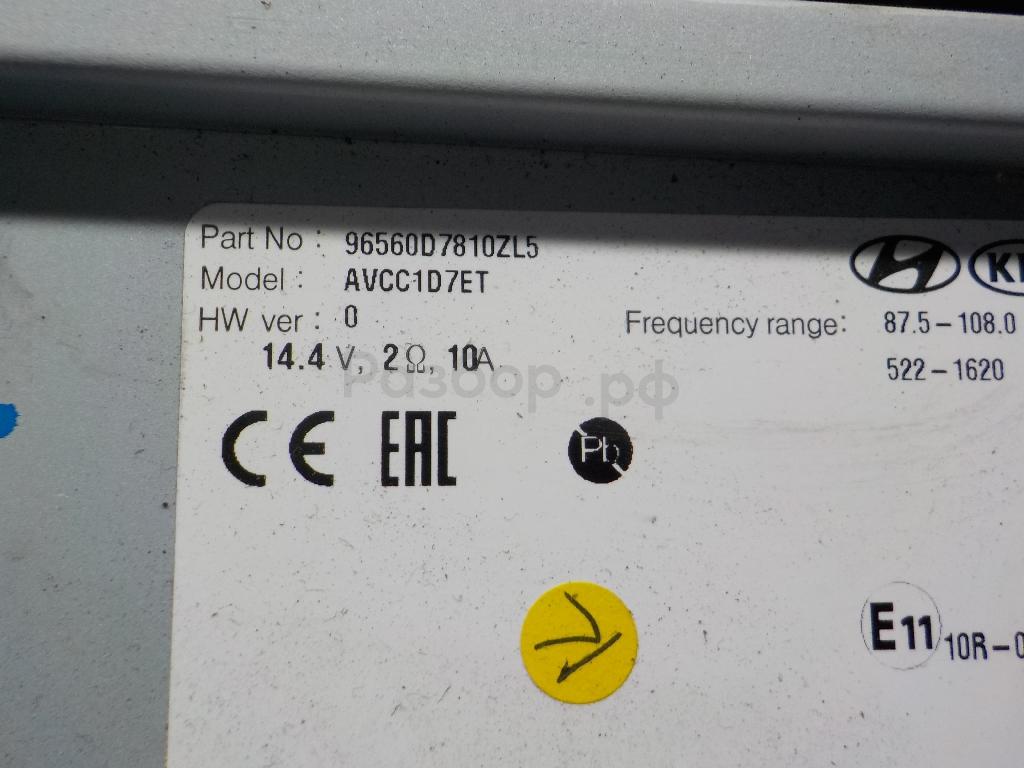 Part No : 96560D7810ZL5
Model : AVCC1D7ET
HW ver : 0
14.4 V, 2 Ω, 10A
Frequency range: 87.5-108.0
522-1620
Разбор.рф
CE EAC Pb
E11 10R-0